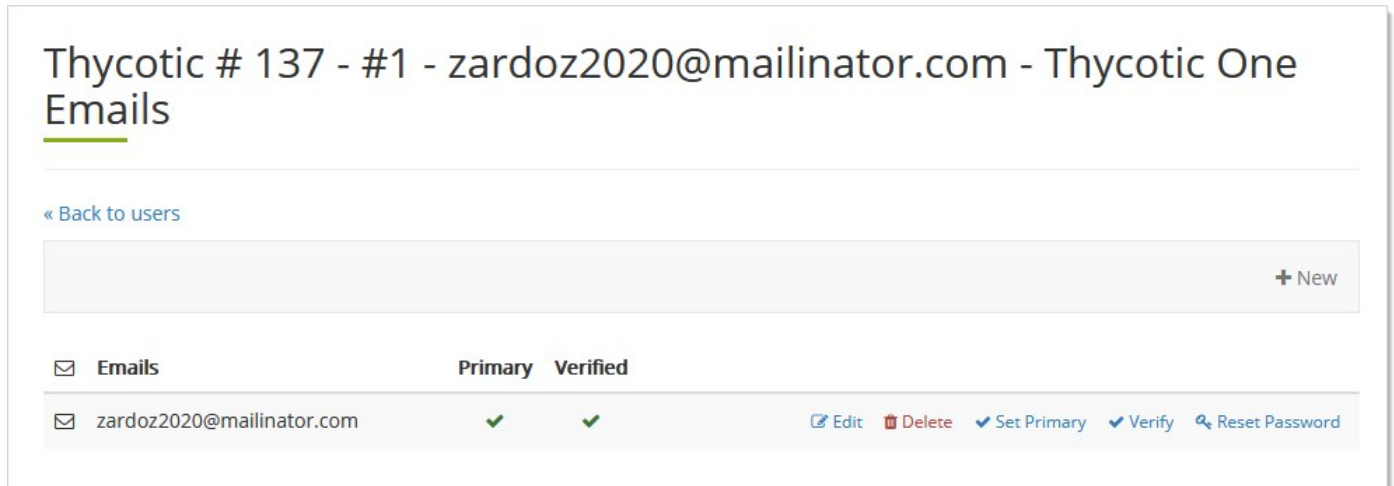 Thycotic # 137 - #1 - zardoz2020@mailinator.com - Thycotic One
Emails
« Back to users
New
Emails Primary Verified
zardoz2020@mailinator.com Edit Delete Set Primary Verify Reset Password